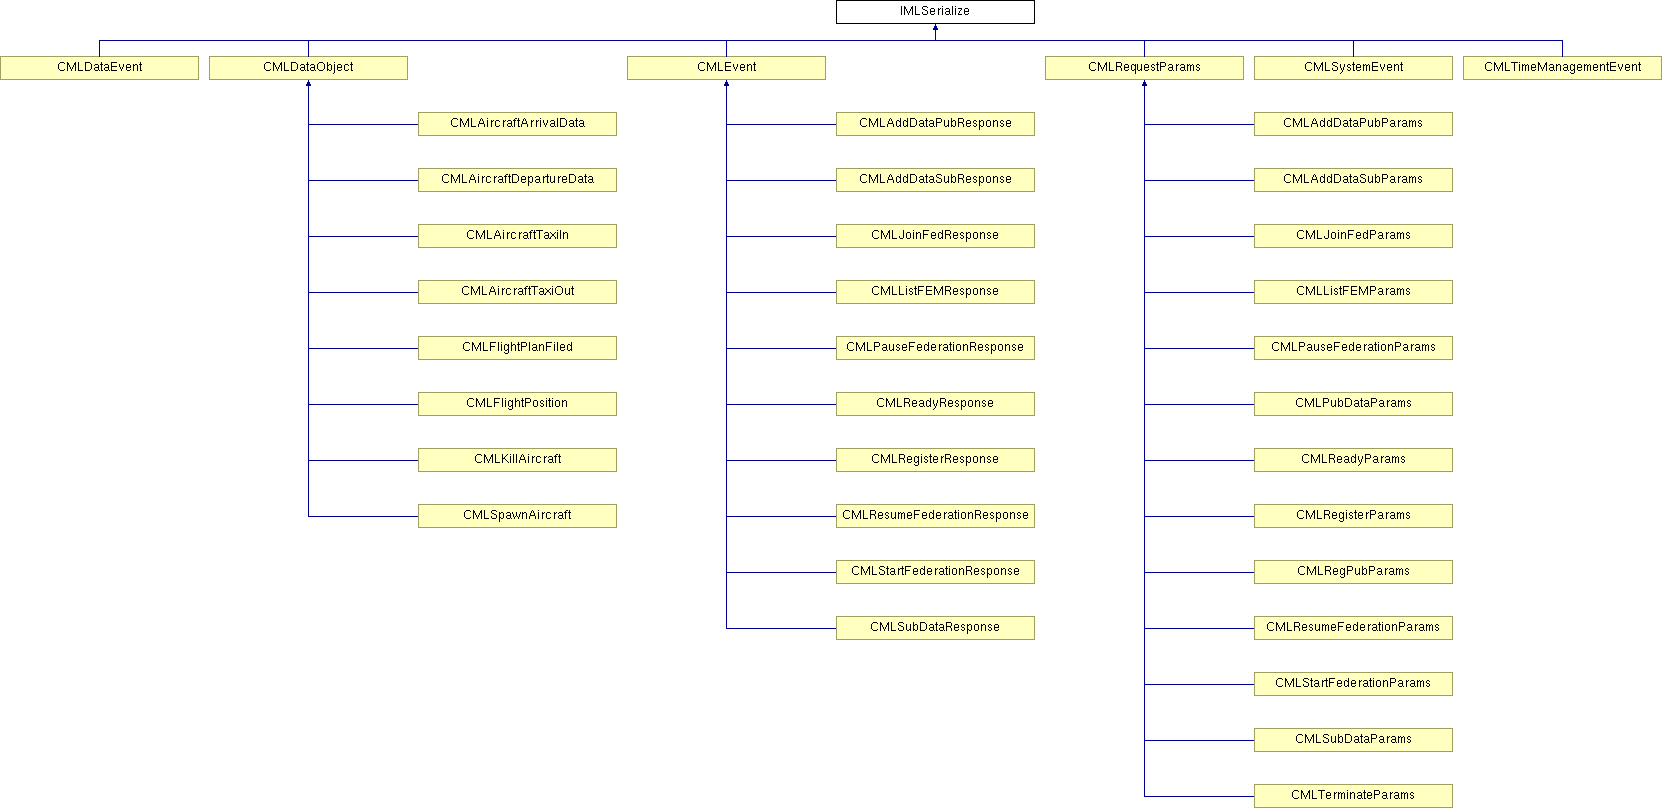 IMLSerialize
CMLDataEvent
CMLDataObject
CMLEvent
CMLRequestParams
CMLSystemEvent
CMLTimeManagementEvent
CMLAircraftArrivalData
CMLAddDataPubResponse
CMLAddDataPubParams
CMLAircraftDepartureData
CMLAddDataSubResponse
CMLAddDataSubParams
CMLAircraftTaxiIn
CMLJoinFedResponse
CMLJoinFedParams
CMLAircraftTaxiOut
CMLListFEMResponse
CMLListFEMParams
CMLFlightPlanFiled
CMLPauseFederationResponse
CMLPauseFederationParams
CMLFlightPosition
CMLReadyResponse
CMLPubDataParams
CMLKillAircraft
CMLRegisterResponse
CMLReadyParams
CMLSpawnAircraft
CMLResumeFederationResponse
CMLRegisterParams
CMLStartFederationResponse
CMLRegPubParams
CMLSubDataResponse
CMLResumeFederationParams
CMLStartFederationParams
CMLSubDataParams
CMLTerminateParams